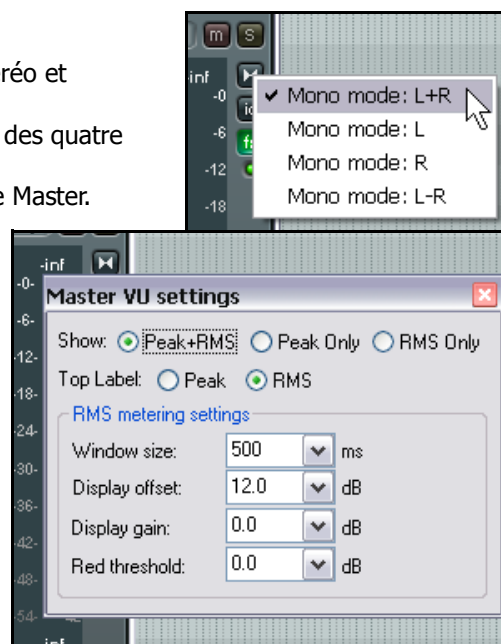 réo et
des quatre
e Master.
m S
-inf
-0
-6
-12
-18
✓ Mono mode: L+R
Mono mode: L
Mono mode: R
Mono mode: L-R
-inf
-0-
-6-
-12-
-18-
-24-
-30-
-36-
-42-
-48-
-54-
Master VU settings
Show: Peak+RMS Peak Only RMS Only
Top Label: Peak RMS
RMS metering settings
Window size: 500 ms
Display offset: 12.0 dB
Display gain: 0.0 dB
Red threshold: 0.0 dB